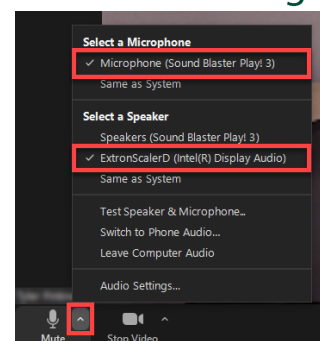 Select a Microphone
✓ Microphone (Sound Blaster Play! 3)
Same as System
Select a Speaker
Speakers (Sound Blaster Play! 3)
✓ ExtronScalerD (Intel(R) Display Audio)
Same as System
Test Speaker & Microphone...
Switch to Phone Audio...
Leave Computer Audio
Audio Settings...
Mute
Stop Video